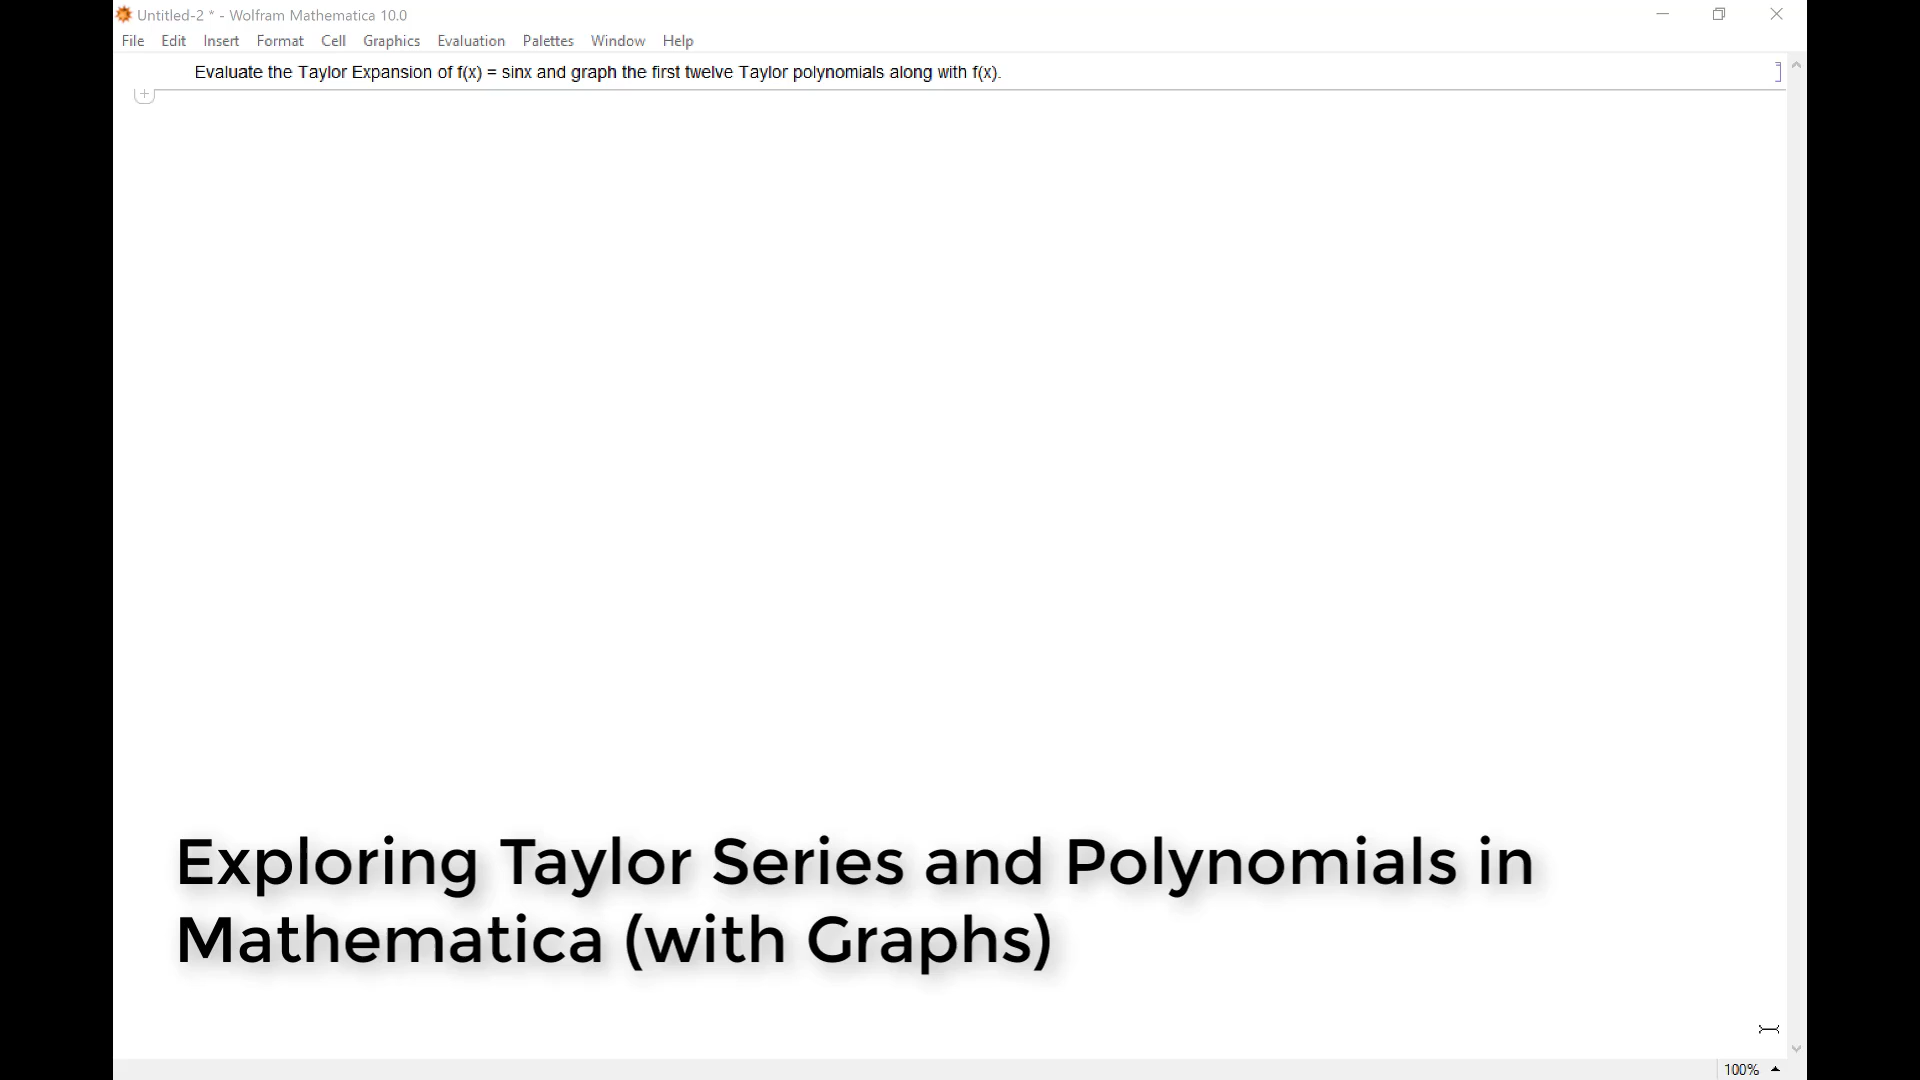 Untitled-2 * - Wolfram Mathematica 10.0
File Edit Insert Format Cell Graphics Evaluation Palettes Window Help
Evaluate the Taylor Expansion of f(x) = sinx and graph the first twelve Taylor polynomials along with f(x).
Exploring Taylor Series and Polynomials in
Mathematica (with Graphs)
100%